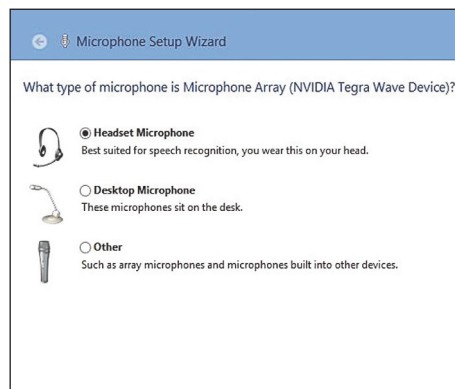 Microphone Setup Wizard
What type of microphone is Microphone Array (NVIDIA Tegra Wave Device)?
Headset Microphone
Best suited for speech recognition, you wear this on your head.
Desktop Microphone
These microphones sit on the desk.
Other
Such as array microphones and microphones built into other devices.